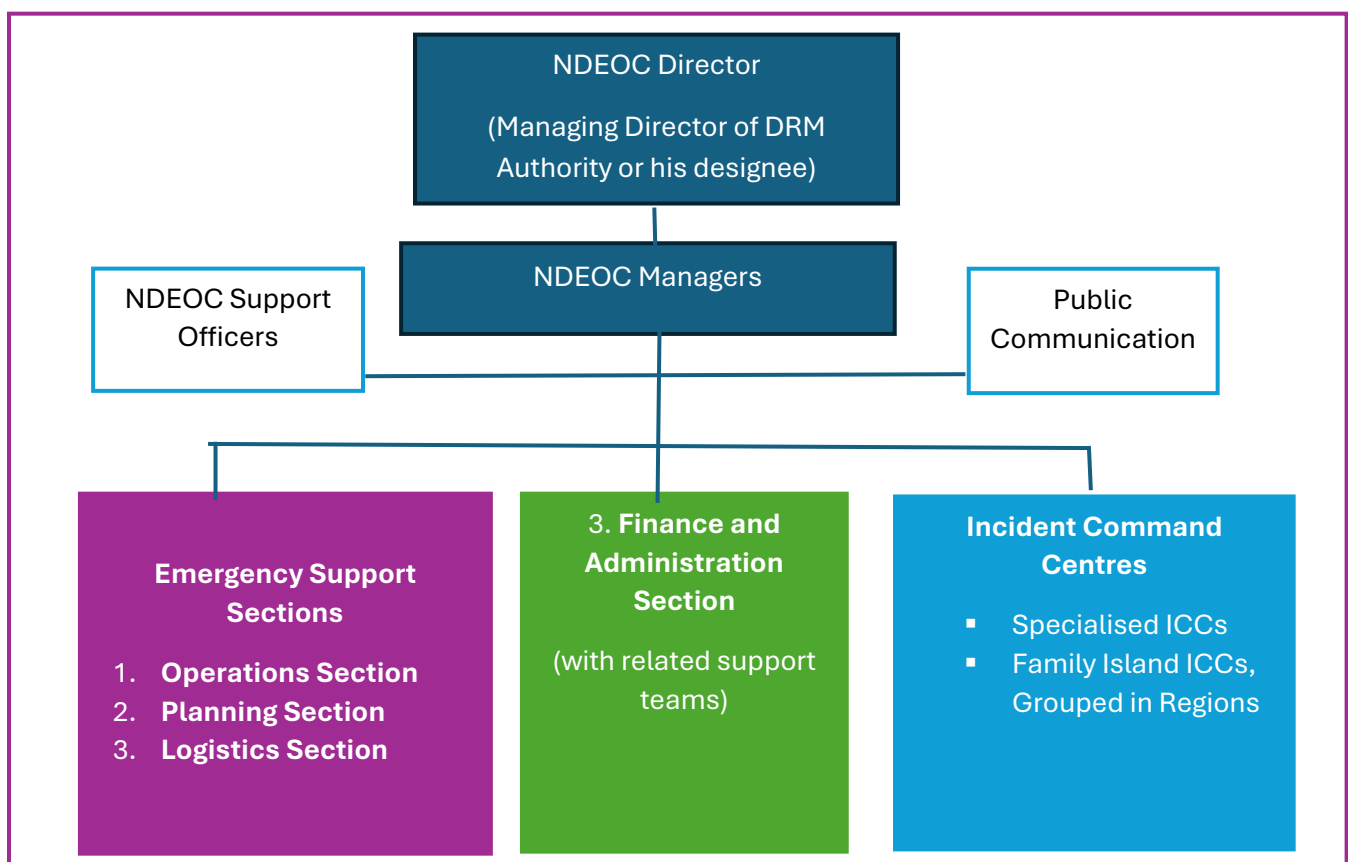 NDEOC Director
(Managing Director of DRM
Authority or his designee)
NDEOC Managers
NDEOC Support
Officers
Public
Communication
Emergency Support
Sections
1. Operations Section
2. Planning Section
3. Logistics Section
3. Finance and
Administration
Section
(with related support
teams)
Incident Command
Centres
▪ Specialised ICCs
▪ Family Island ICCs,
Grouped in Regions